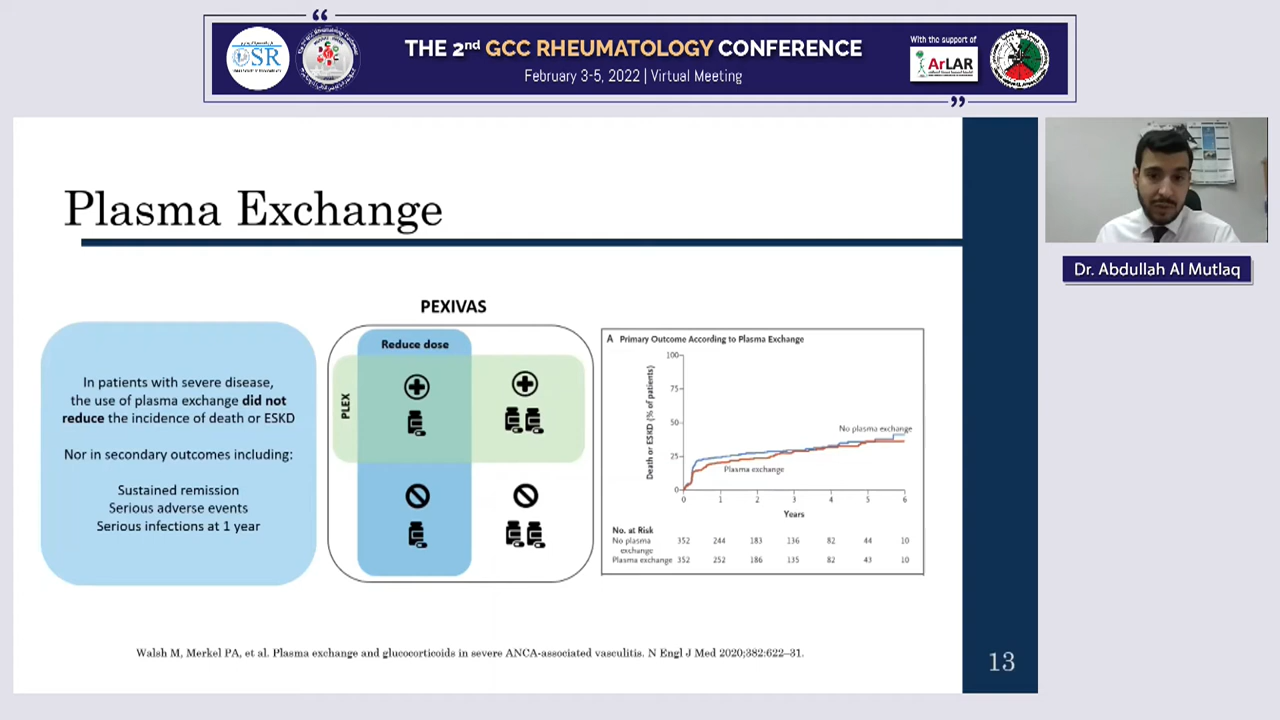 “
THE 2nd GCC RHEUMATOLOGY CONFERENCE
February 3-5, 2022 | Virtual Meeting
”
OSR
With the support of
ArLAR
Dr. Abdullah Al Mutlaq
Plasma Exchange
In patients with severe disease,
the use of plasma exchange did not
reduce the incidence of death or ESKD
Nor in secondary outcomes including:
Sustained remission
Serious adverse events
Serious infections at 1 year
PEXIVAS
Reduce dose
PLEX
A Primary Outcome According to Plasma Exchange
Death or ESKD (% of patients)
100
75
50
25
0
No plasma exchange
Plasma exchange
0 1 2 3 4 5 6
Years
No. at Risk
No plasma exchange 352 244 183 136 82 44 10
Plasma exchange 352 252 186 135 82 43 10
Walsh M, Merkel PA, et al. Plasma exchange and glucocorticoids in severe ANCA-associated vasculitis. N Engl J Med 2020;382:622–31.
13